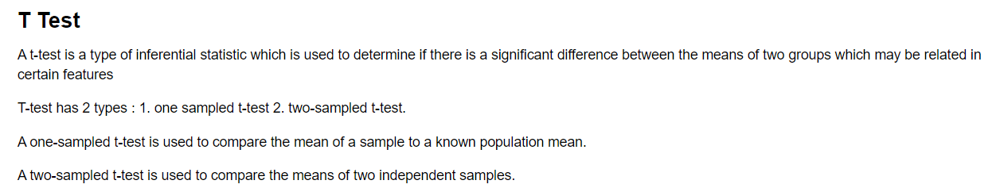 T Test
A t-test is a type of inferential statistic which is used to determine if there is a significant difference between the means of two groups which may be related in
certain features
T-test has 2 types : 1. one sampled t-test 2. two-sampled t-test.
A one-sampled t-test is used to compare the mean of a sample to a known population mean.
A two-sampled t-test is used to compare the means of two independent samples.